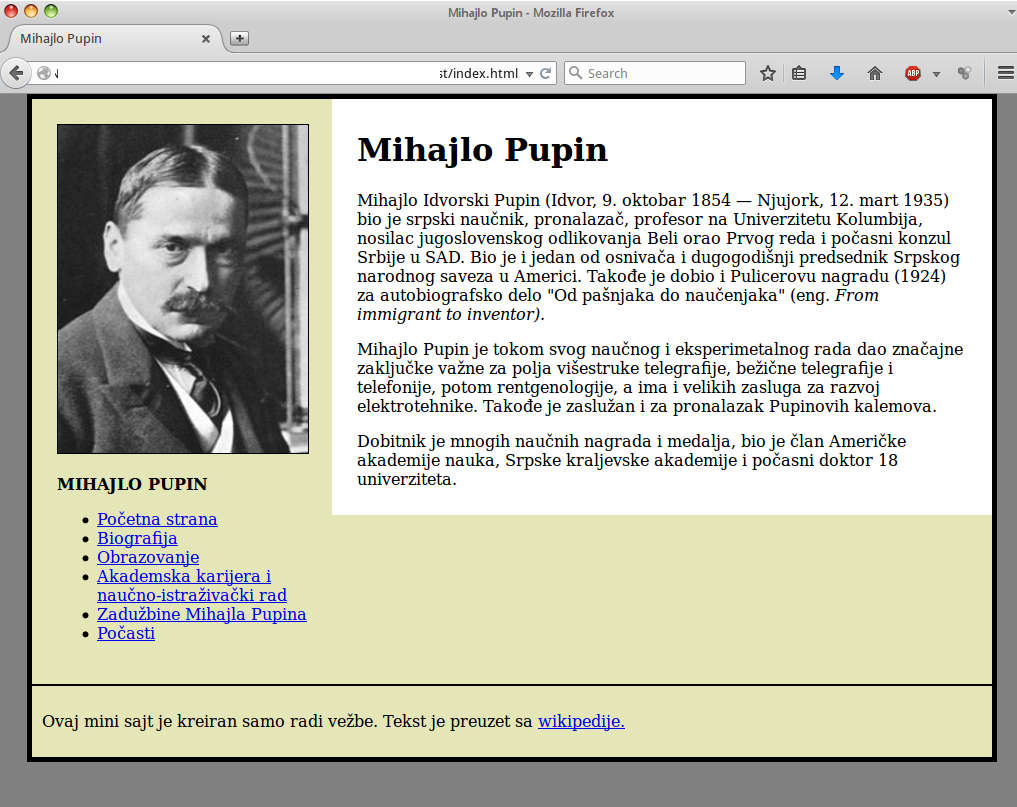 Mihajlo Pupin - Mozilla Firefox
Mihajlo Pupin
st/index.html
Search
ABP
Mihajlo Pupin
Mihajlo Idvorski Pupin (Idvor, 9. oktobar 1854 — Njujork, 12. mart 1935)
bio je srpski naučnik, pronalazač, profesor na Univerzitetu Kolumbija,
nosilac jugoslovenskog odlikovanja Beli orao Prvog reda i počasni konzul
Srbije u SAD. Bio je i jedan od osnivača i dugogodišnji predsednik Srpskog
narodnog saveza u Americi. Takođe je dobio i Pulicerovu nagradu (1924)
za autobiografsko delo "Od pašnjaka do naučenjaka" (eng. From
immigrant to inventor).
Mihajlo Pupin je tokom svog naučnog i eksperimetalnog rada dao značajne
zaključke važne za polja višestruke telegrafije, bežične telegrafije i
telefonije, potom rentgenologije, a ima i velikih zasluga za razvoj
elektrotehnike. Takođe je zaslužan i za pronalazak Pupinovih kalemova.
Dobitnik je mnogih naučnih nagrada i medalja, bio je član Američke
akademije nauka, Srpske kraljevske akademije i počasni doktor 18
univerziteta.
MIHAJLO PUPIN
Početna strana
Biografija
Obrazovanje
Akademska karijera i
naučno-istraživački rad
Zadužbine Mihajla Pupina
Počasti
Ovaj mini sajt je kreiran samo radi vežbe. Tekst je preuzet sa wikipedije.